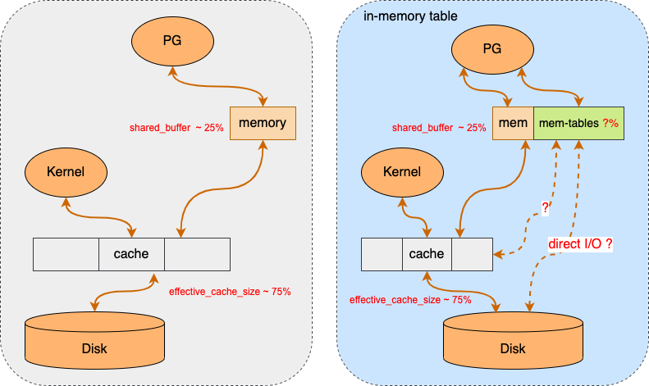 PG
memory
shared_buffer ~ 25%
Kernel
cache
effective_cache_size ~ 75%
Disk
in-memory table
PG
mem
mem-tables ?%
shared_buffer ~ 25%
Kernel
?
direct I/O ?
cache
effective_cache_size ~ 75%
Disk